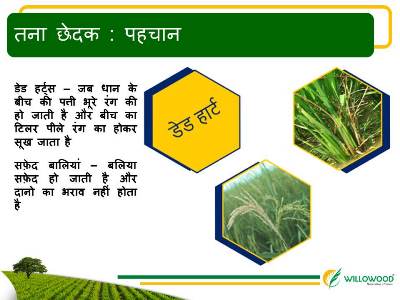 तना छेदक : पहचान
डेड हर्ट्स – जब धान के
बीच की पत्ती भूरे रंग की
हो जाती है और बीच का
टिलर पीले रंग का होकर
सूख जाता है
सफ़ेद बालियां – बलिया
सफ़ेद हो जाती है और
दानो का भराव नहीं होता
है
डेड हार्ट
WILLOWOOD